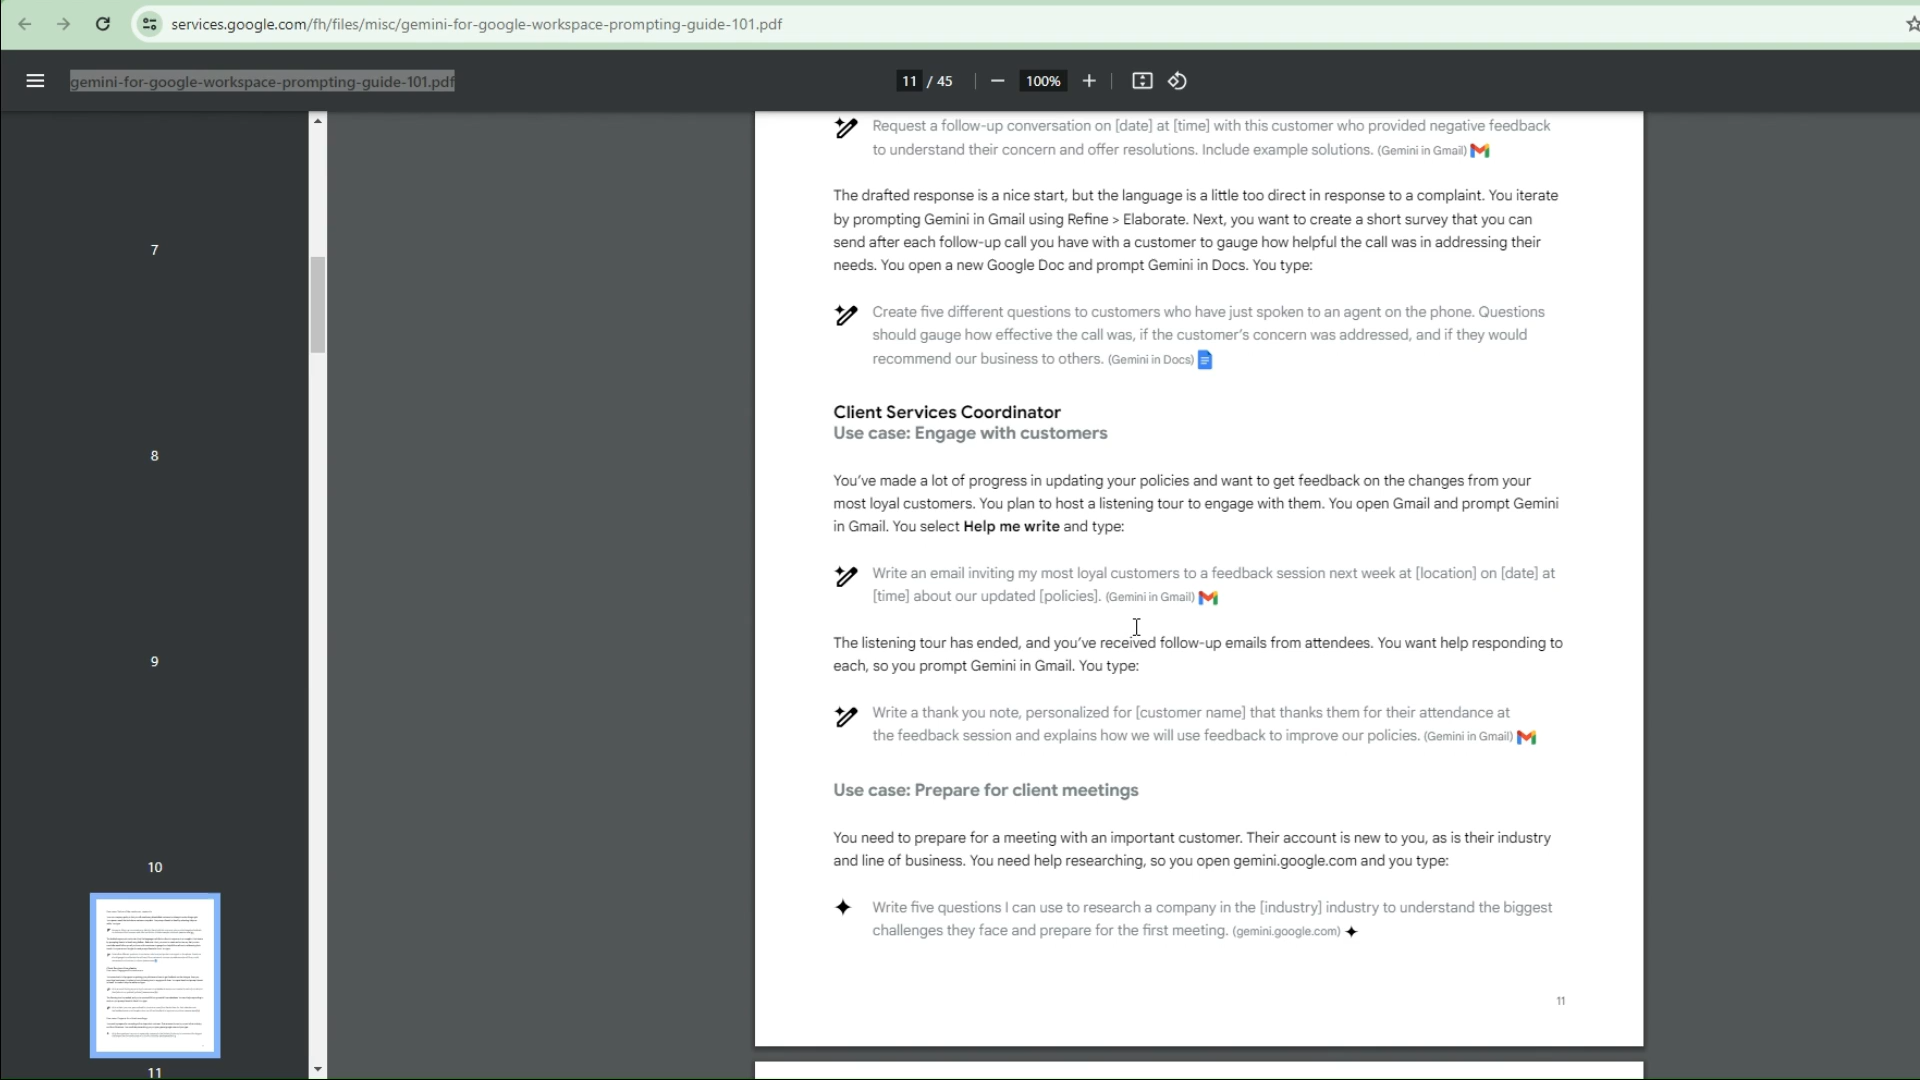 services.google.com/fh/files/misc/gemini-for-google-workspace-prompting-guide-101.pdf
gemini-for-google-workspace-prompting-guide-101.pdf
11 / 45
100%
7
8
9
10
11
Request a follow-up conversation on [date] at [time] with this customer who provided negative feedback
to understand their concern and offer resolutions. Include example solutions. (Gemini in Gmail)
The drafted response is a nice start, but the language is a little too direct in response to a complaint. You iterate
by prompting Gemini in Gmail using Refine > Elaborate. Next, you want to create a short survey that you can
send after each follow-up call you have with a customer to gauge how helpful the call was in addressing their
needs. You open a new Google Doc and prompt Gemini in Docs. You type:
Create five different questions to customers who have just spoken to an agent on the phone. Questions
should gauge how effective the call was, if the customer's concern was addressed, and if they would
recommend our business to others. (Gemini in Docs)
Client Services Coordinator
Use case: Engage with customers
You've made a lot of progress in updating your policies and want to get feedback on the changes from your
most loyal customers. You plan to host a listening tour to engage with them. You open Gmail and prompt Gemini
in Gmail. You select Help me write and type:
Write an email inviting my most loyal customers to a feedback session next week at [location] on [date] at
[time] about our updated [policies]. (Gemini in Gmail)
The listening tour has ended, and you've received follow-up emails from attendees. You want help responding to
each, so you prompt Gemini in Gmail. You type:
Write a thank you note, personalized for [customer name] that thanks them for their attendance at
the feedback session and explains how we will use feedback to improve our policies. (Gemini in Gmail)
Use case: Prepare for client meetings
You need to prepare for a meeting with an important customer. Their account is new to you, as is their industry
and line of business. You need help researching, so you open gemini.google.com and you type:
Write five questions I can use to research a company in the [industry] industry to understand the biggest
challenges they face and prepare for the first meeting. (gemini.google.com)
11